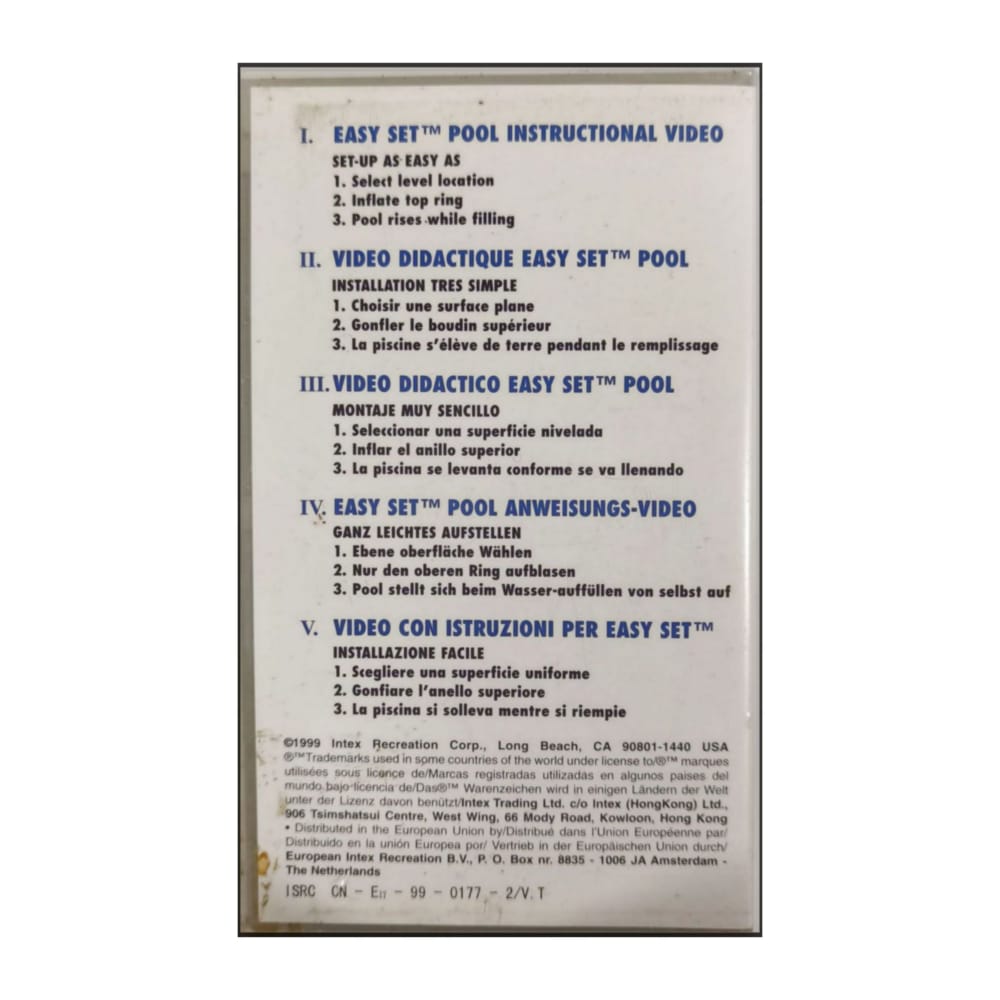 I. EASY SET™ POOL INSTRUCTIONAL VIDEO
SET-UP AS EASY AS
1. Select level location
2. Inflate top ring
3. Pool rises while filling
II. VIDEO DIDACTIQUE EASY SET™ POOL
INSTALLATION TRES SIMPLE
1. Choisir une surface plane
2. Gonfler le boudin supérieur
3. La piscine s'élève de terre pendant le remplissage
III. VIDEO DIDACTICO EASY SET™ POOL
MONTAJE MUY SENCILLO
1. Seleccionar una superficie nivelada
2. Inflar el anillo superior
3. La piscina se levanta conforme se va llenando
IV. EASY SET™ POOL ANWEISUNGS-VIDEO
GANZ LEICHTES AUFSTELLEN
1. Ebene oberfläche Wählen
2. Nur den oberen Ring aufblasen
3. Pool stellt sich beim Wasser-auffüllen von selbst auf
V. VIDEO CON ISTRUZIONI PER EASY SET™
INSTALLAZIONE FACILE
1. Scegliere una superficie uniforme
2. Gonfiare l'anello superiore
3. La piscina si solleva mentre si riempie
©1999 Intex Recreation Corp., Long Beach, CA 90801-1440 USA
®™Trademarks used in some countries of the world under license to/®™ marques
utilisées sous licence de/Marcas registradas utilizadas en algunos paises del
mundo bajo licencia de/Das®™ Warenzeichen wird in einigen Ländern der Welt
unter der Lizenz davon benützt/Intex Trading Ltd. c/o Intex (HongKong) Ltd.,
906 Tsimshatsui Centre, West Wing, 66 Mody Road, Kowloon, Hong Kong
• Distributed in the European Union by/Distribué dans l'Union Européenne par/
Distribuido en la unión Europea por/ Vertrieb in der Europäischen Union durch/
European Intex Recreation B.V., P. O. Box nr. 8835 - 1006 JA Amsterdam -
The Netherlands
ISRC CN - E11 - 99 - 0177 - 2/V.T